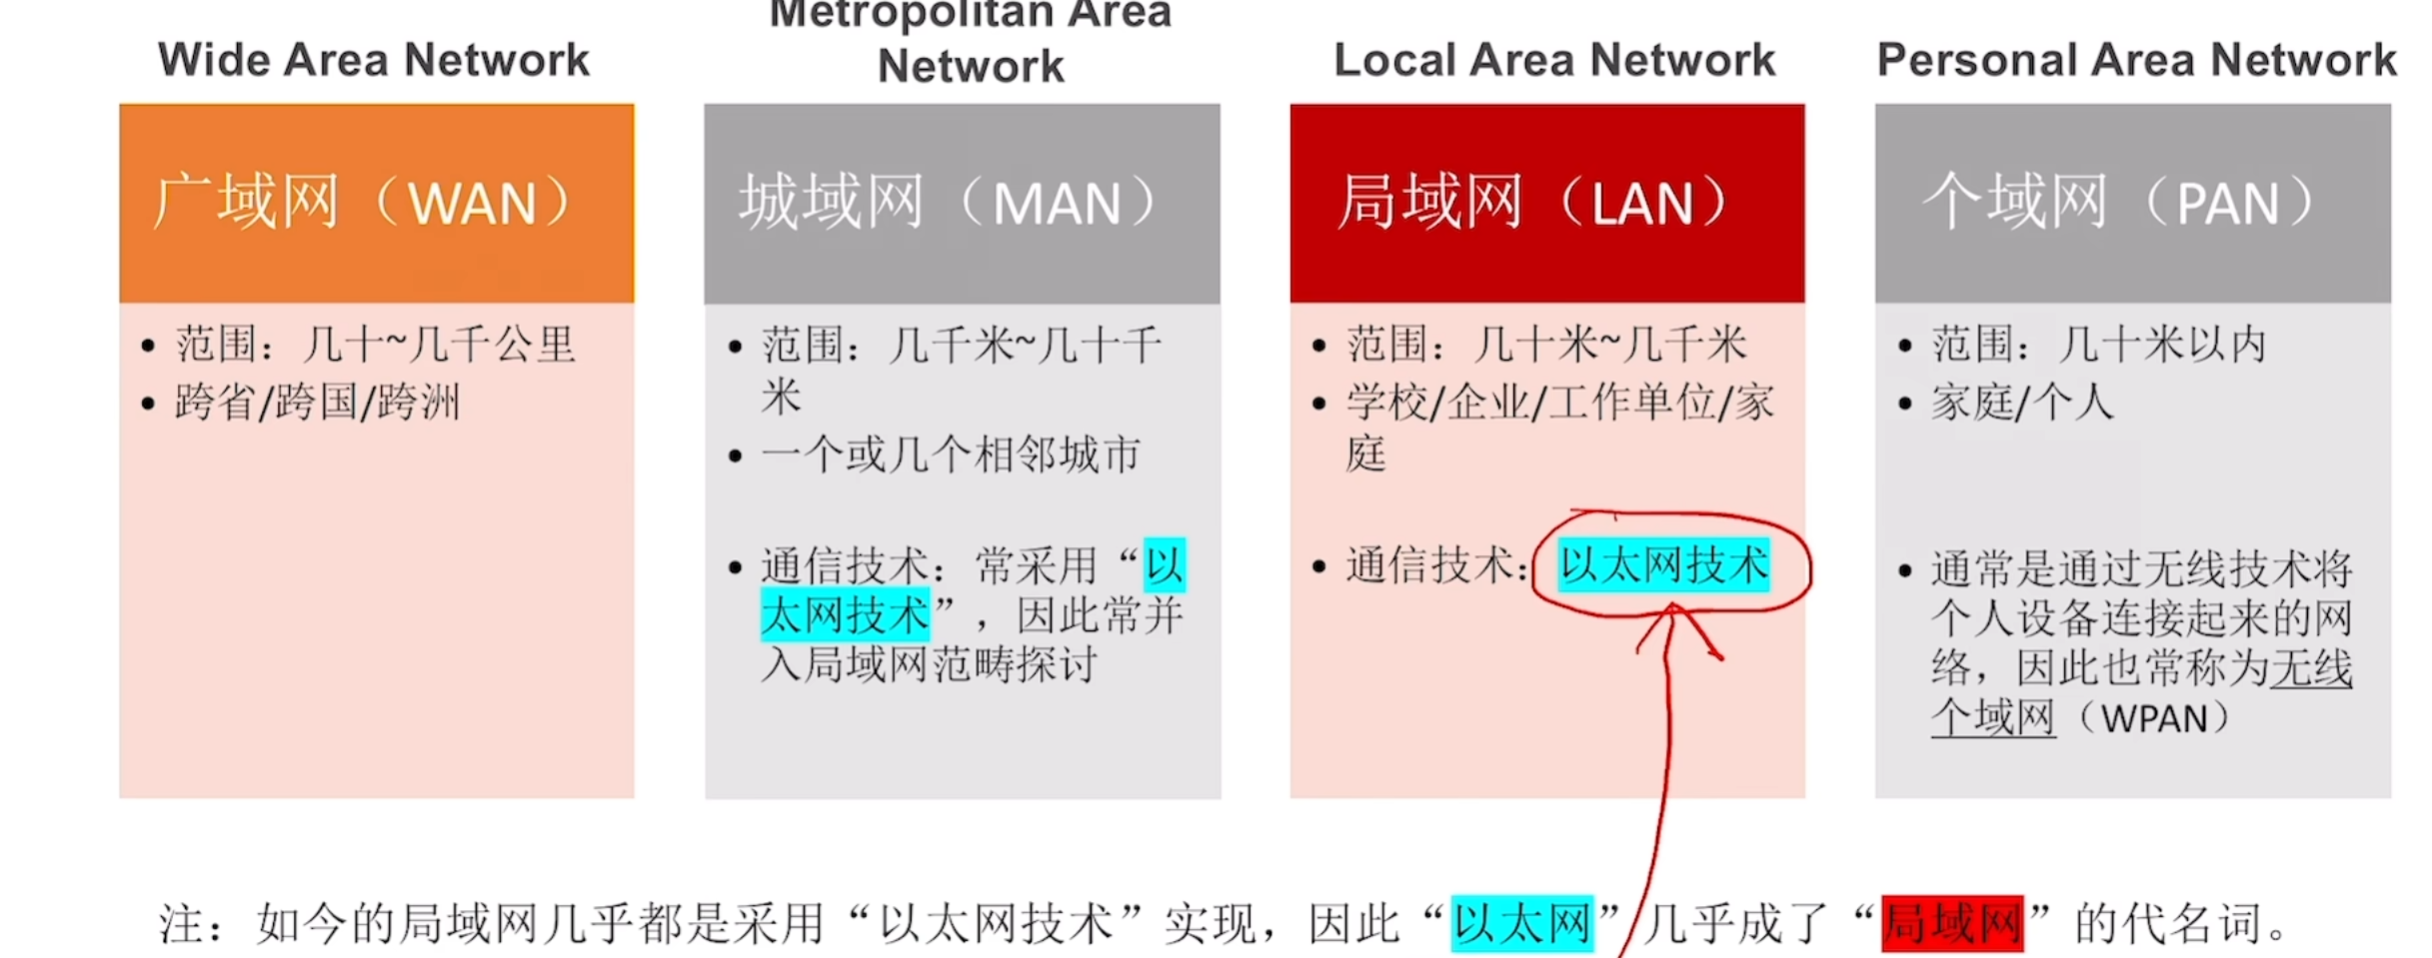 Wide Area Network
Metropolitan Area
Network
Local Area Network
Personal Area Network
广域网（WAN）
• 范围：几十~几千公里
• 跨省/跨国/跨洲
城域网（MAN）
• 范围：几千米~几十千
米
• 一个或几个相邻城市
• 通信技术：常采用“以
太网技术”，因此常并
入局域网范畴探讨
局域网（LAN）
• 范围：几十米~几千米
• 学校/企业/工作单位/家
庭
• 通信技术：以太网技术
个域网（PAN）
• 范围：几十米以内
• 家庭/个人
• 通常是通过无线技术将
个人设备连接起来的网
络，因此也常称为无线
个域网（WPAN）
注：如今的局域网几乎都是采用“以太网技术”实现，因此“以太网”几乎成了“局域网”的代名词。